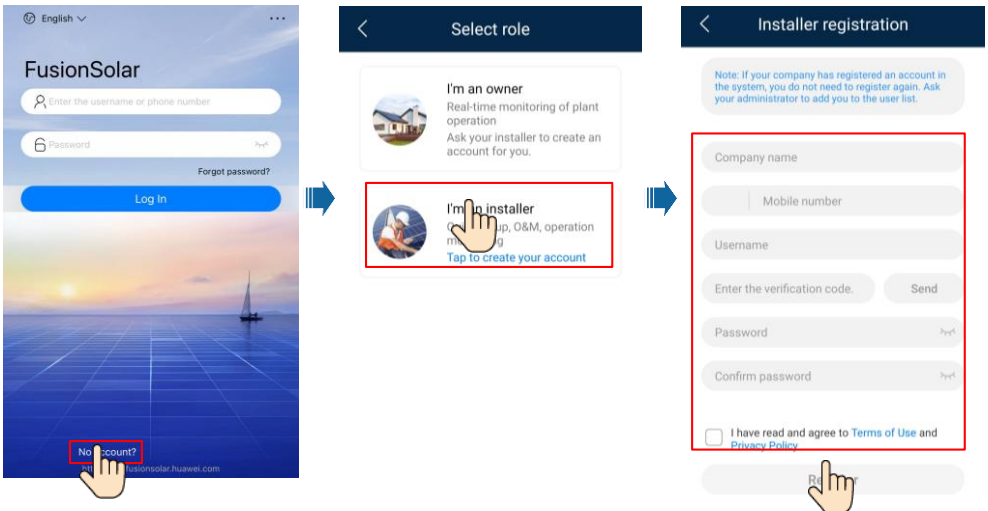 English
...
FusionSolar
Enter the username or phone number
Password
Forgot password?
Log In
No account?
fusionsolar.huawei.com
Select role
I'm an owner
Real-time monitoring of plant
operation
Ask your installer to create an
account for you.
I'm an installer
up, O&M, operation
Tap to create your account
Installer registration
Note: If your company has registered an account in
the system, you do not need to register again. Ask
your administrator to add you to the user list.
Company name
Mobile number
Username
Enter the verification code.
Send
Password
Confirm password
I have read and agree to Terms of Use and
Privacy Policy